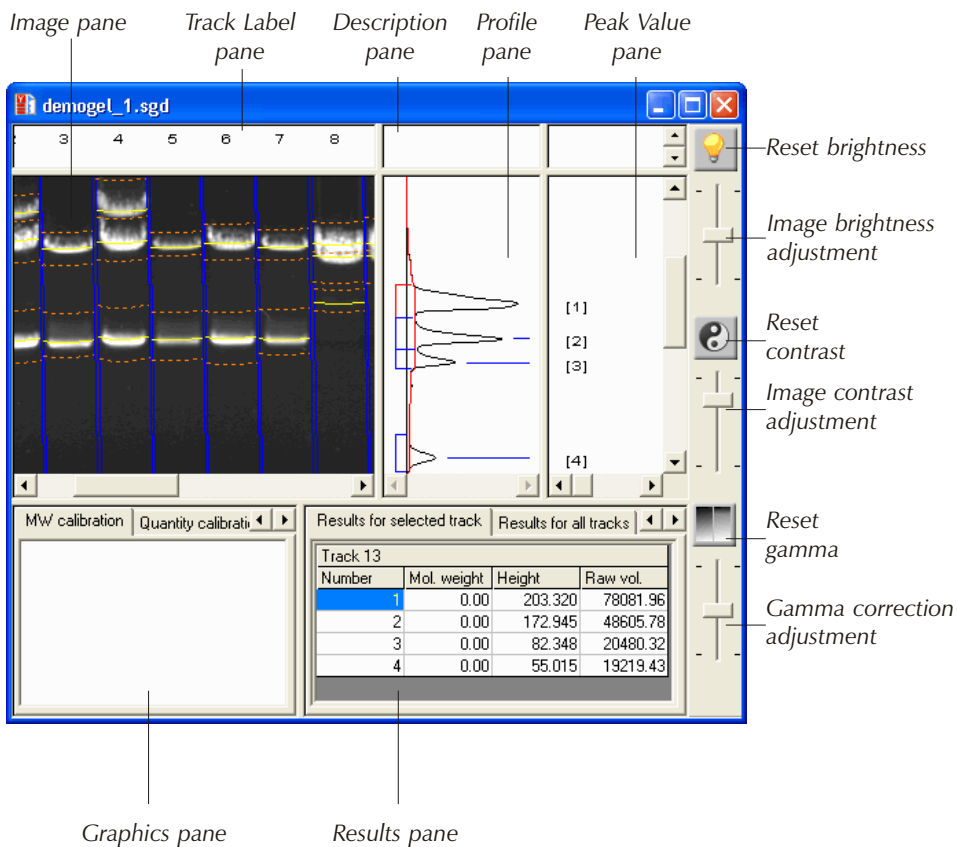 Image pane
Track Label
pane
Description
pane
Profile
pane
Peak Value
pane
demogel_1.sgd
3 4 5 6 7 8
Reset brightness
Image brightness
adjustment
[1]
[2]
[3]
[4]
Reset
contrast
Image contrast
adjustment
MW calibration
Quantity calibrati
Results for selected track
Results for all tracks
Reset
gamma
Track 13
Number Mol. weight Height Raw vol.
1 0.00 203.320 78081.96
2 0.00 172.945 48605.78
3 0.00 82.348 20480.32
4 0.00 55.015 19219.43
Gamma correction
adjustment
Graphics pane
Results pane